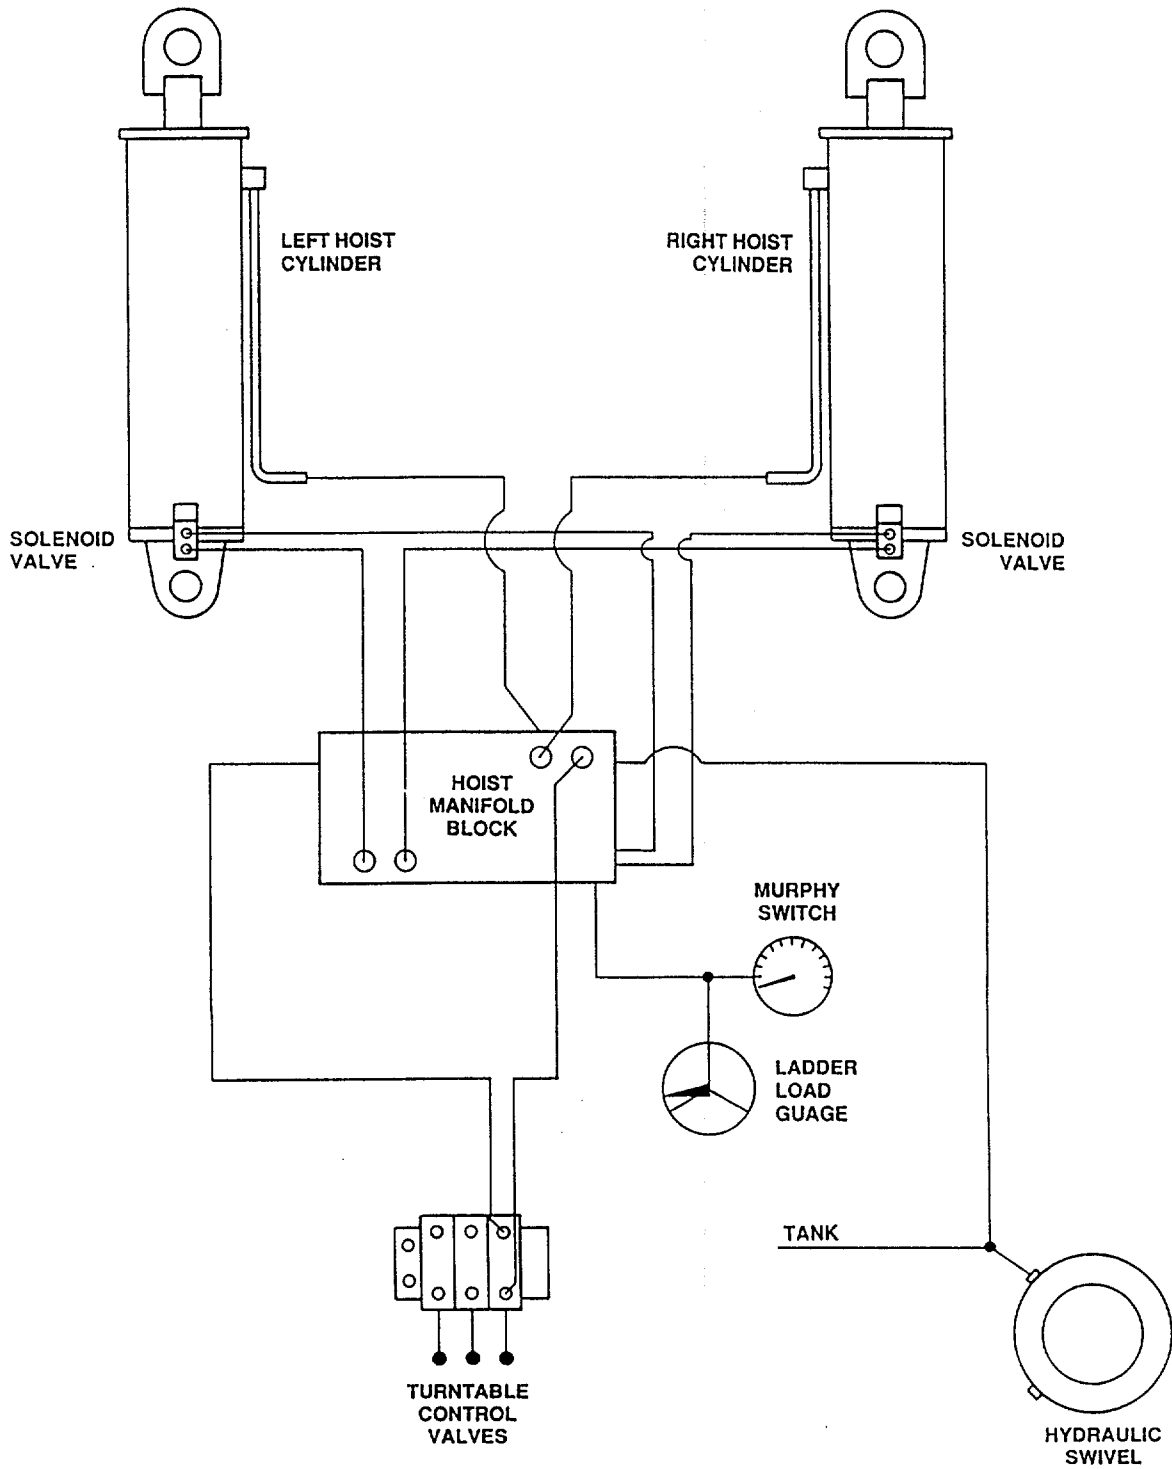 LEFT HOIST
CYLINDER
RIGHT HOIST
CYLINDER
SOLENOID
VALVE
SOLENOID
VALVE
HOIST
MANIFOLD
BLOCK
MURPHY
SWITCH
LADDER
LOAD
GUAGE
TANK
TURNTABLE
CONTROL
VALVES
HYDRAULIC
SWIVEL